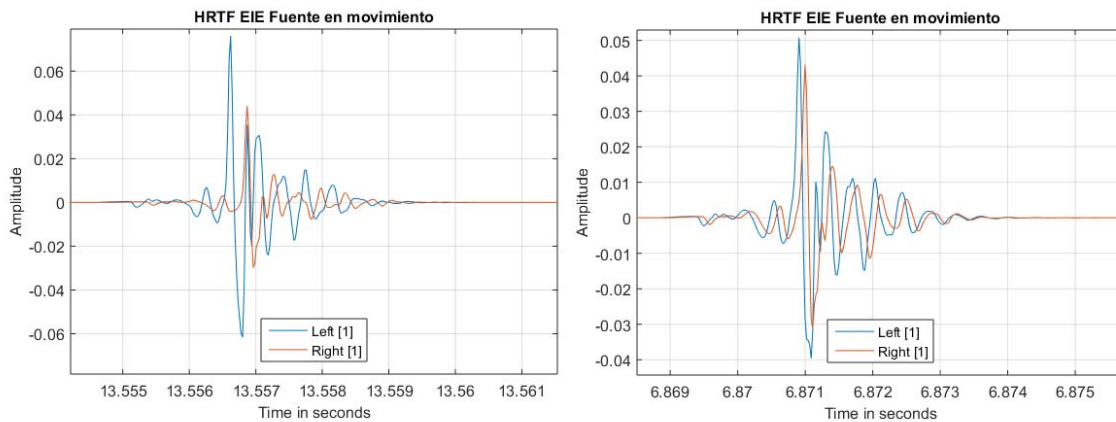 HRTF EIE Fuente en movimiento
0.06
0.04
0.02
0
-0.02
-0.04
-0.06
Amplitude
Left [1]
Right [1]
13.555 13.556 13.557 13.558 13.559 13.56 13.561
Time in seconds
HRTF EIE Fuente en movimiento
0.05
0.04
0.03
0.02
0.01
0
-0.01
-0.02
-0.03
-0.04
Amplitude
Left [1]
Right [1]
6.869 6.87 6.871 6.872 6.873 6.874 6.875
Time in seconds